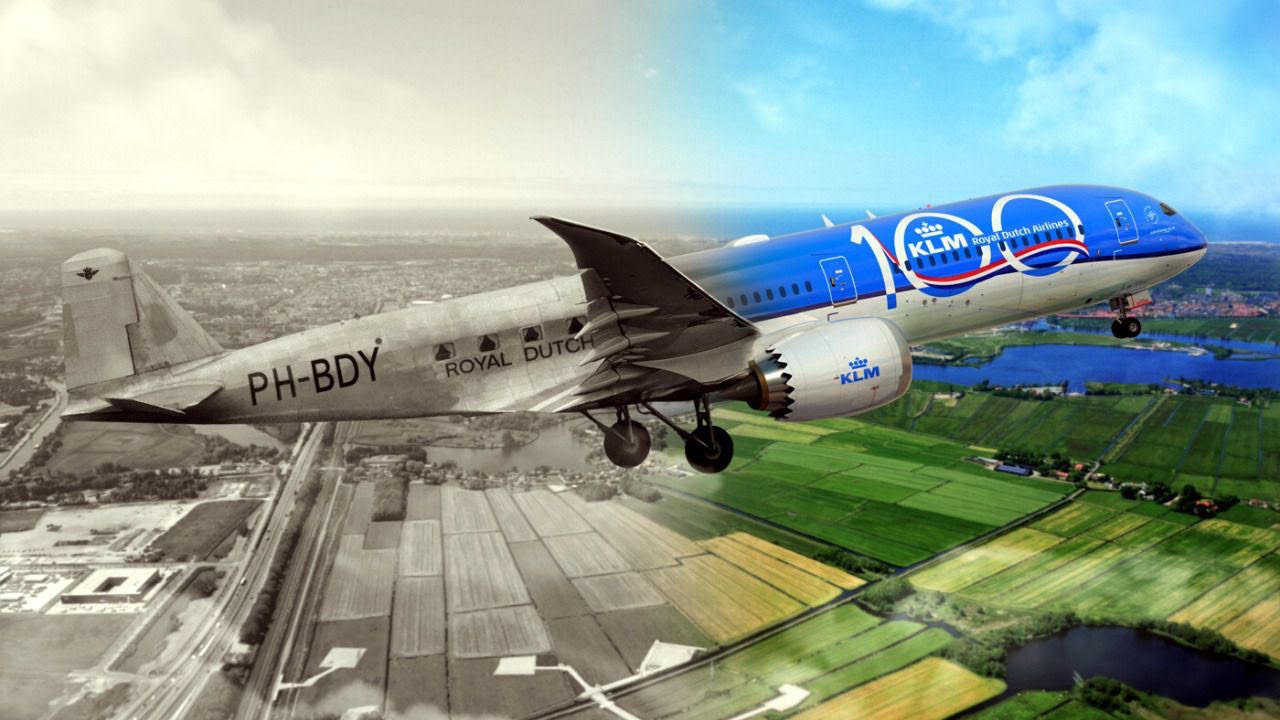 PH-BDY
ROYAL DUTCH
100
KLM Royal Dutch Airlines
KLM